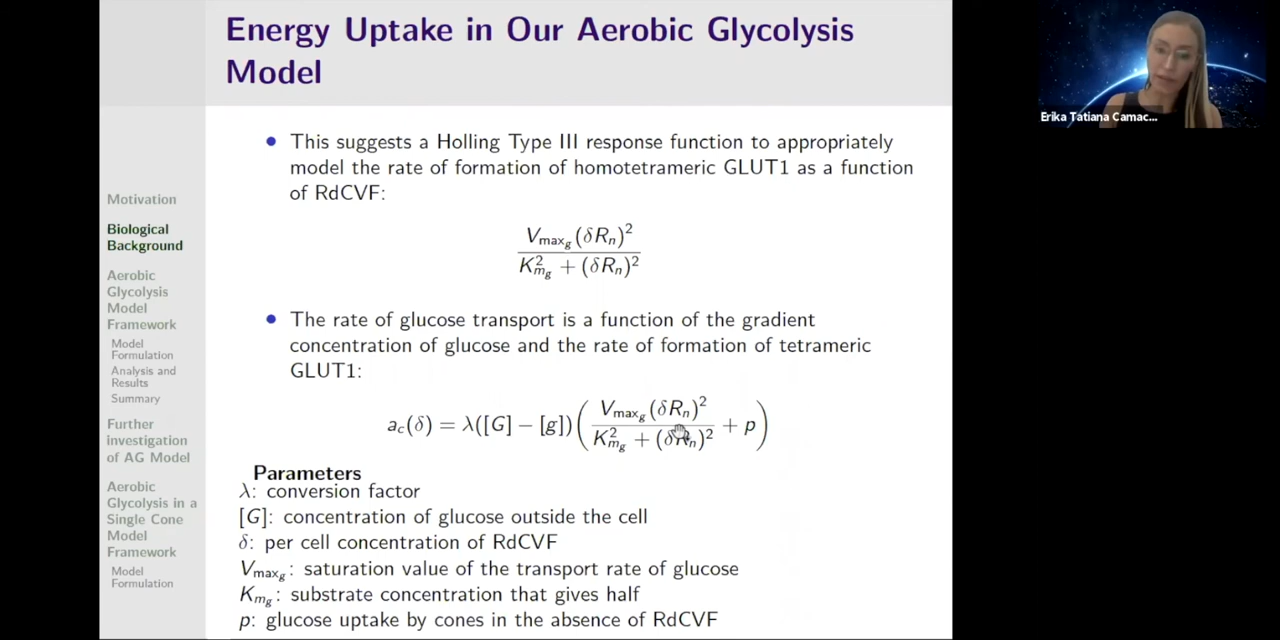 Energy Uptake in Our Aerobic Glycolysis
Model
Erika Tatiana Camac...
• This suggests a Holling Type III response function to appropriately
model the rate of formation of homotetrameric GLUT1 as a function
of RdCVF:
V_{max_g}(δR_n)^2
K_{m_g}^2 + (δR_n)^2
• The rate of glucose transport is a function of the gradient
concentration of glucose and the rate of formation of tetrameric
GLUT1:
a_c(δ) = λ([G] − [g]) ( V_{max_g}(δR_n)^2 / K_{m_g}^2 + (δR_n)^2 + p )
Parameters
λ: conversion factor
[G]: concentration of glucose outside the cell
δ: per cell concentration of RdCVF
V_{max_g}: saturation value of the transport rate of glucose
K_{m_g}: substrate concentration that gives half
p: glucose uptake by cones in the absence of RdCVF
Motivation
Biological
Background
Aerobic
Glycolysis
Model
Framework
Model
Formulation
Analysis and
Results
Summary
Further
investigation
of AG Model
Aerobic
Glycolysis in a
Single Cone
Model
Framework
Model
Formulation